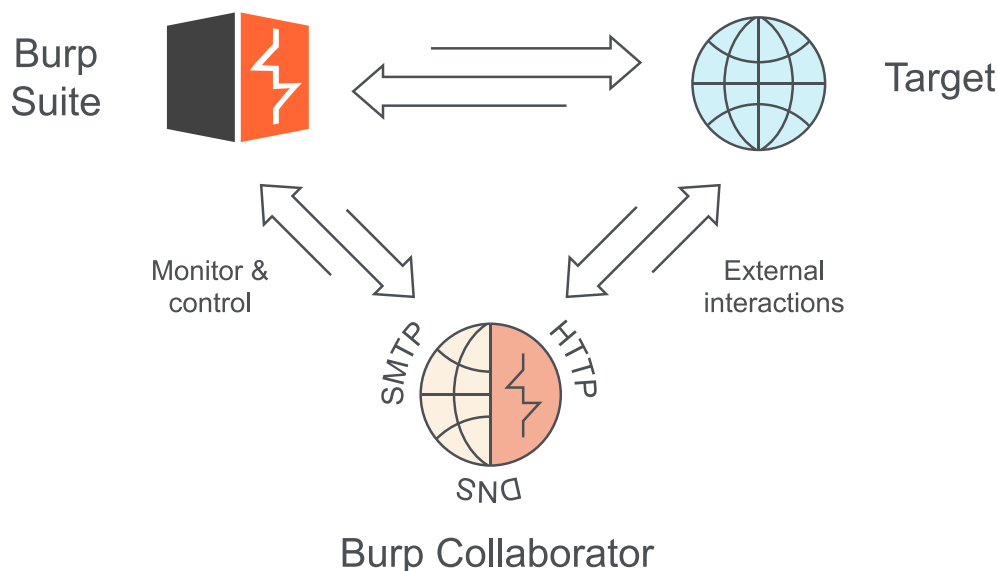 Burp
Suite
Target
Monitor &
control
External
interactions
SMTP
HTTP
DNS
Burp Collaborator